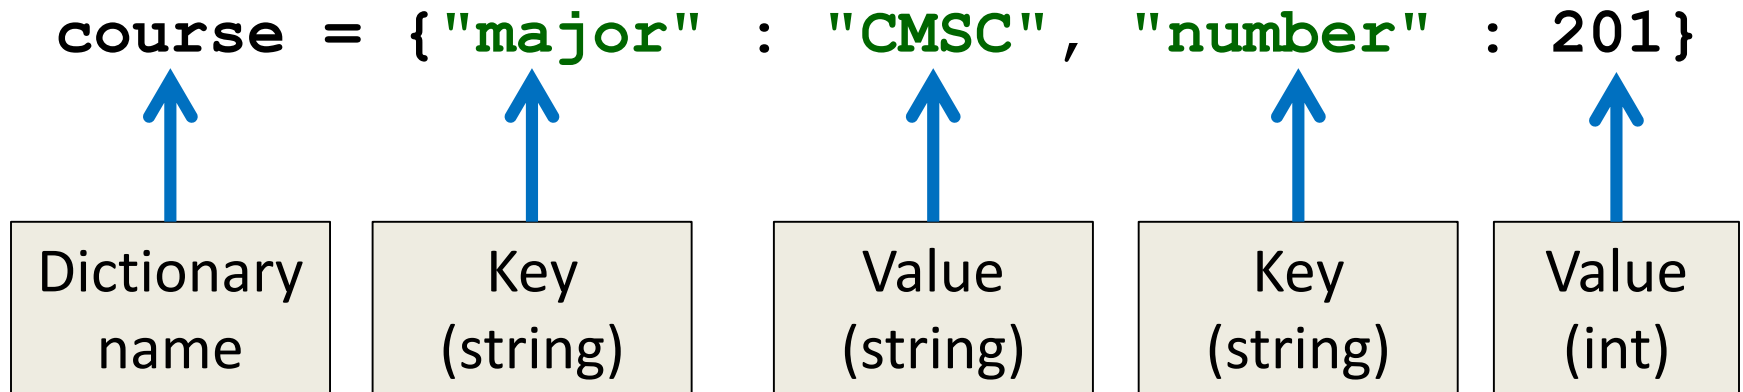 course = {"major" : "CMSC", "number" : 201}
Dictionary
name
Key
(string)
Value
(string)
Key
(string)
Value
(int)